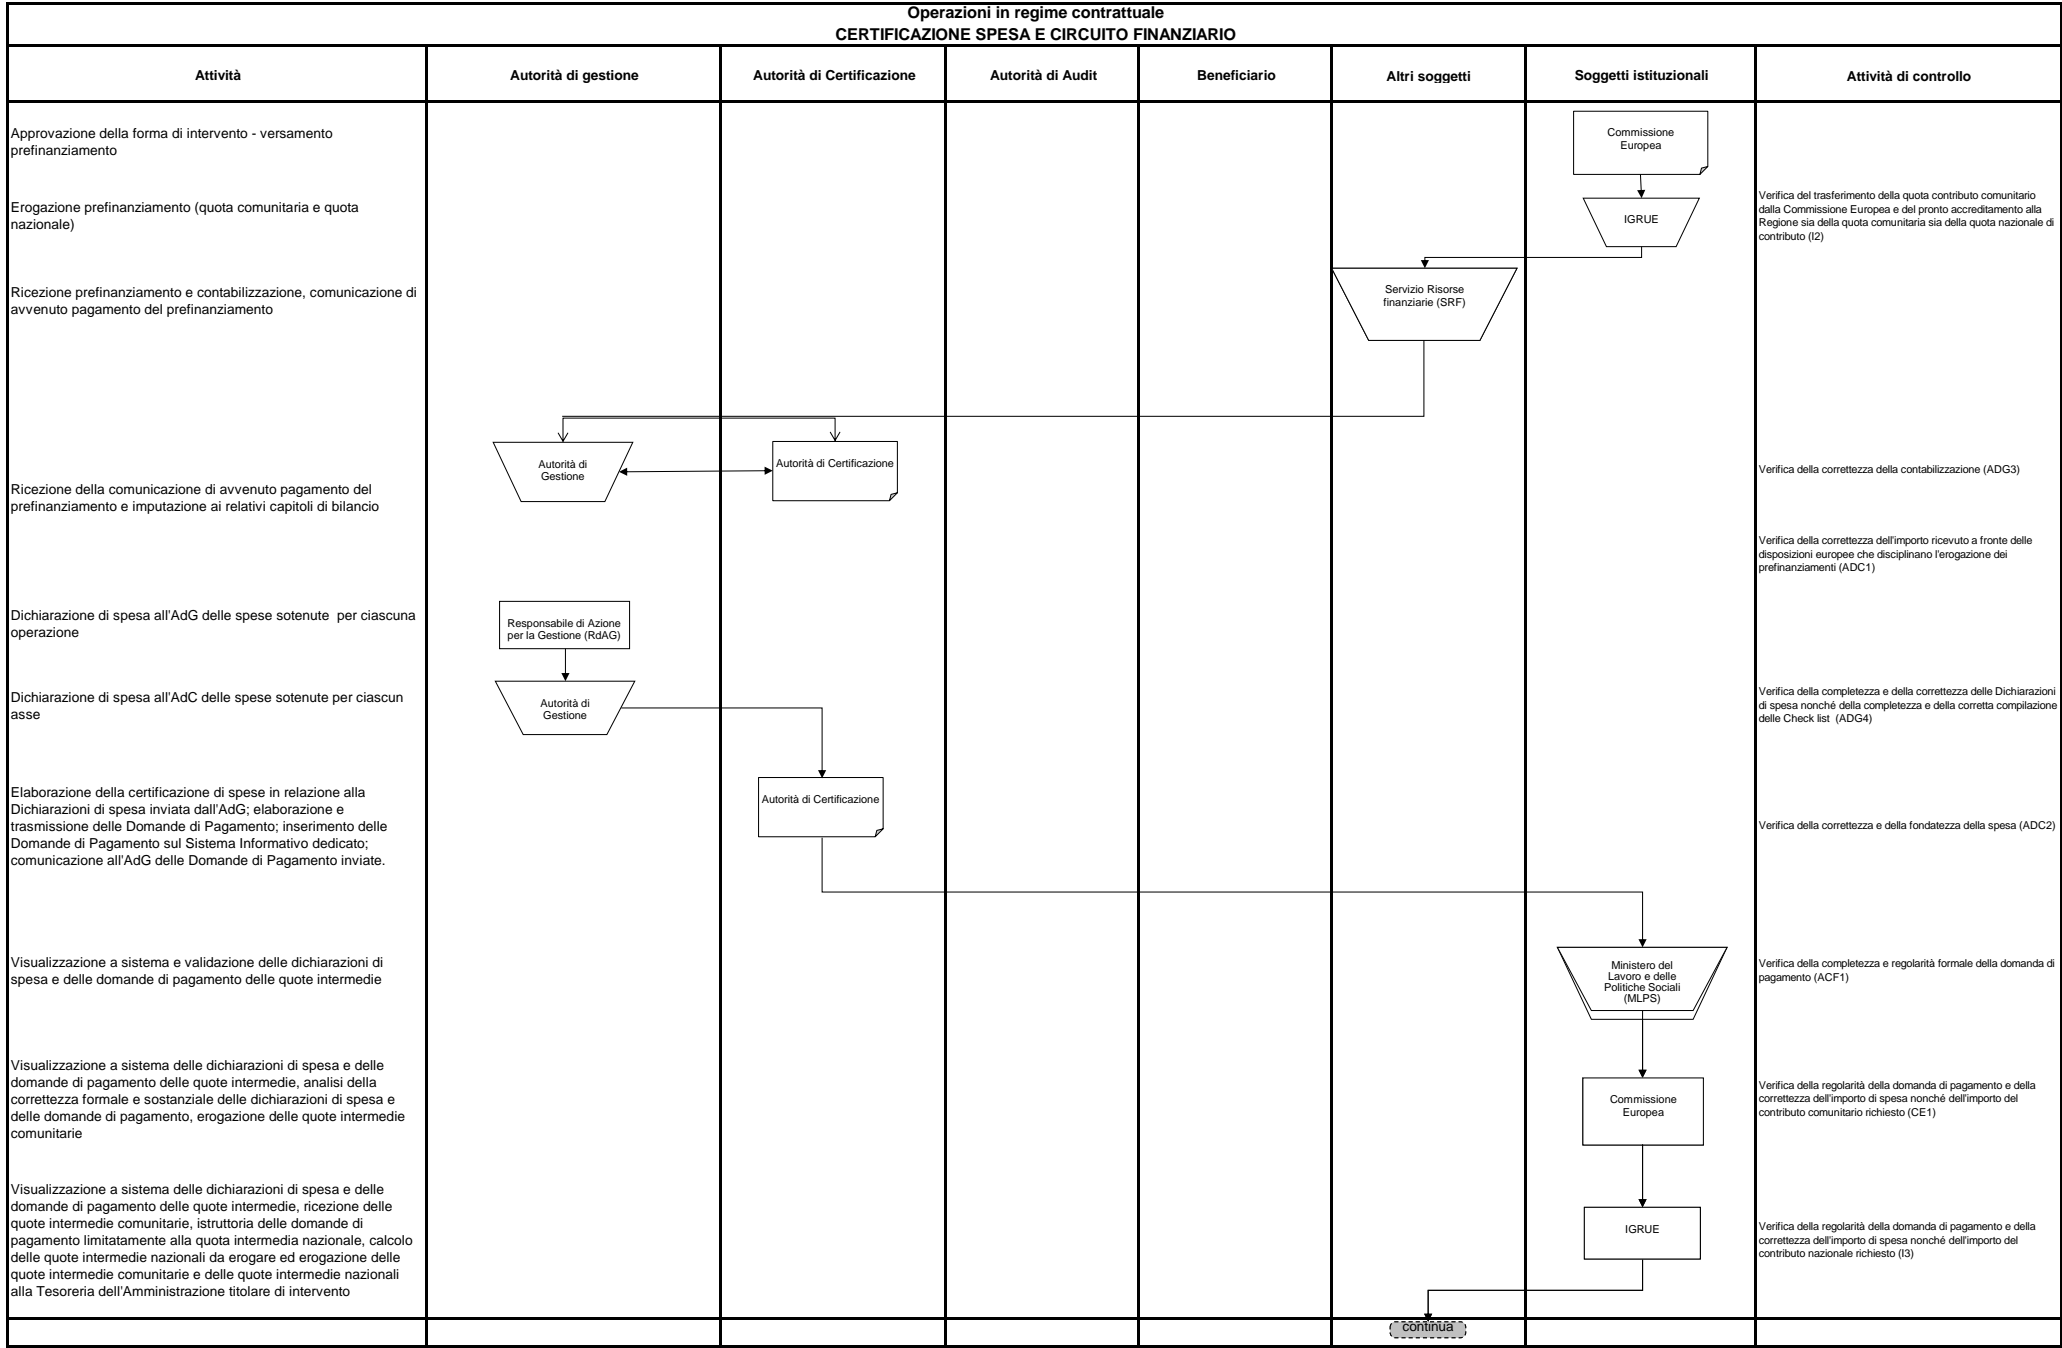 Operazioni in regime contrattuale
CERTIFICAZIONE SPESA E CIRCUITO FINANZIARIO
Attività
Autorità di gestione
Autorità di Certificazione
Autorità di Audit
Beneficiario
Altri soggetti
Soggetti istituzionali
Attività di controllo
Approvazione della forma di intervento - versamento
prefinanziamento
Commissione
Europea
Erogazione prefinanziamento (quota comunitaria e quota
nazionale)
IGRUE
Verifica del trasferimento della quota contributo comunitario
dalla Commissione Europea e del pronto accreditamento alla
Regione sia della quota comunitaria sia della quota nazionale di
contributo (I2)
Ricezione prefinanziamento e contabilizzazione, comunicazione di
avvenuto pagamento del prefinanziamento
Servizio Risorse
finanziarie (SRF)
Ricezione della comunicazione di avvenuto pagamento del
prefinanziamento e imputazione ai relativi capitoli di bilancio
Autorità di
Gestione
Autorità di Certificazione
Verifica della correttezza della contabilizzazione (ADG3)
Verifica della correttezza dell'importo ricevuto a fronte delle
disposizioni europee che disciplinano l'erogazione dei
prefinanziamenti (ADC1)
Dichiarazione di spesa all'AdG delle spese sotenute  per ciascuna
operazione
Responsabile di Azione
per la Gestione (RdAG)
Dichiarazione di spesa all'AdC delle spese sotenute per ciascun
asse
Autorità di
Gestione
Verifica della completezza e della correttezza delle Dichiarazioni
di spesa nonché della completezza e della corretta compilazione
delle Check list  (ADG4)
Elaborazione della certificazione di spese in relazione alla
Dichiarazioni di spesa inviata dall'AdG; elaborazione e
trasmissione delle Domande di Pagamento; inserimento delle
Domande di Pagamento sul Sistema Informativo dedicato;
comunicazione all'AdG delle Domande di Pagamento inviate.
Autorità di Certificazione
Verifica della correttezza e della fondatezza della spesa (ADC2)
Visualizzazione a sistema e validazione delle dichiarazioni di
spesa e delle domande di pagamento delle quote intermedie
Ministero del
Lavoro e delle
Politiche Sociali
(MLPS)
Verifica della completezza e regolarità formale della domanda di
pagamento (ACF1)
Visualizzazione a sistema delle dichiarazioni di spesa e delle
domande di pagamento delle quote intermedie, analisi della
correttezza formale e sostanziale delle dichiarazioni di spesa e
delle domande di pagamento, erogazione delle quote intermedie
comunitarie
Commissione
Europea
Verifica della regolarità della domanda di pagamento e della
correttezza dell'importo di spesa nonché dell'importo del
contributo comunitario richiesto (CE1)
Visualizzazione a sistema delle dichiarazioni di spesa e delle
domande di pagamento delle quote intermedie, ricezione delle
quote intermedie comunitarie, istruttoria delle domande di
pagamento limitatamente alla quota intermedia nazionale, calcolo
delle quote intermedie nazionali da erogare ed erogazione delle
quote intermedie comunitarie e delle quote intermedie nazionali
alla Tesoreria dell'Amministrazione titolare di intervento
IGRUE
Verifica della regolarità della domanda di pagamento e della
correttezza dell'importo di spesa nonché dell'importo del
contributo nazionale richiesto (I3)
continua